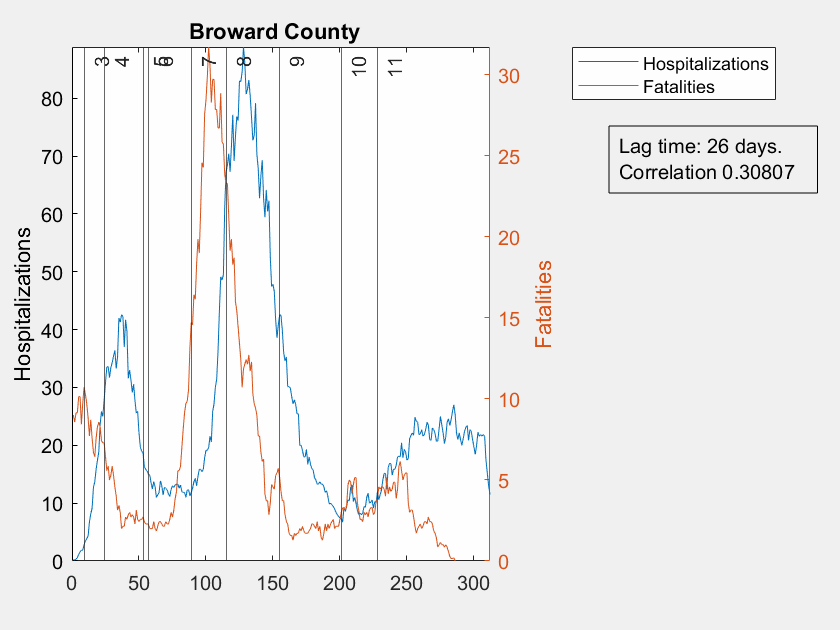 Broward County
Hospitalizations
Fatalities
Lag time: 26 days.
Correlation 0.30807
3 4 5 6 7 8 9 10 11
80
70
60
50
40
30
20
10
0
Hospitalizations
30
25
20
15
10
5
0
Fatalities
0 50 100 150 200 250 300